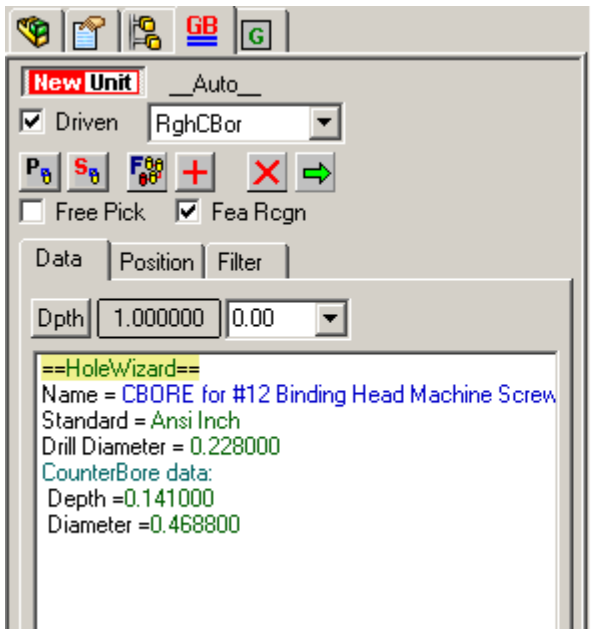 GB
G
New Unit __Auto__
Driven RghCBor
P S F
Free Pick Fea Rcgn
Data Position Filter
Dpth 1.000000 0.00
==HoleWizard==
Name = CBORE for #12 Binding Head Machine Screw
Standard = Ansi Inch
Drill Diameter = 0.228000
CounterBore data:
Depth =0.141000
Diameter =0.468800